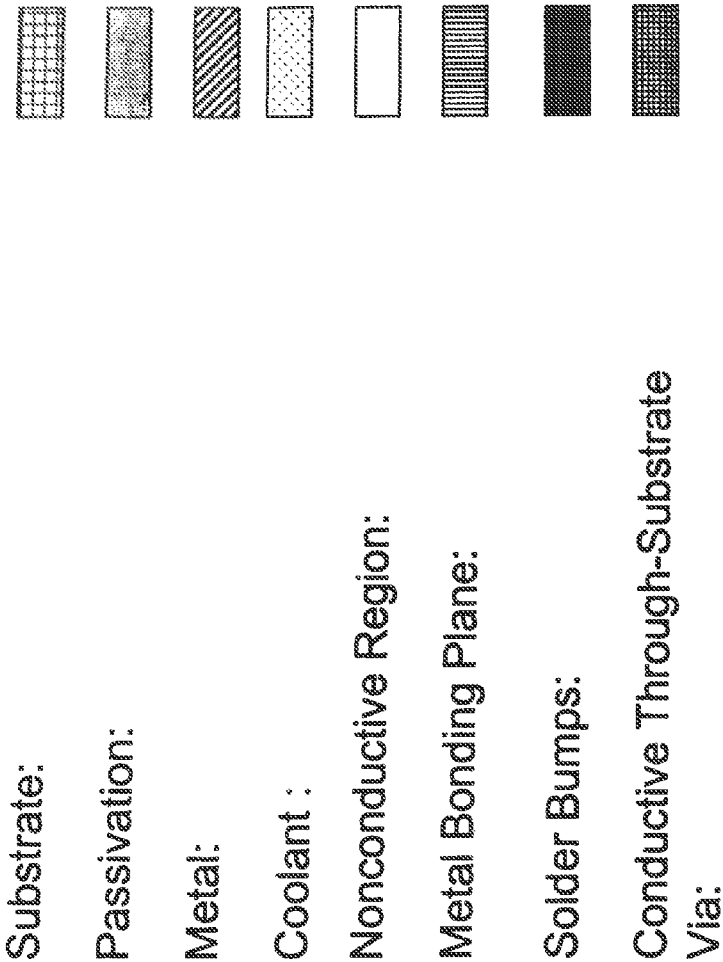 Substrate:
Passivation:
Metal:
Coolant :
Nonconductive Region:
Metal Bonding Plane:
Solder Bumps:
Conductive Through-Substrate
Via: